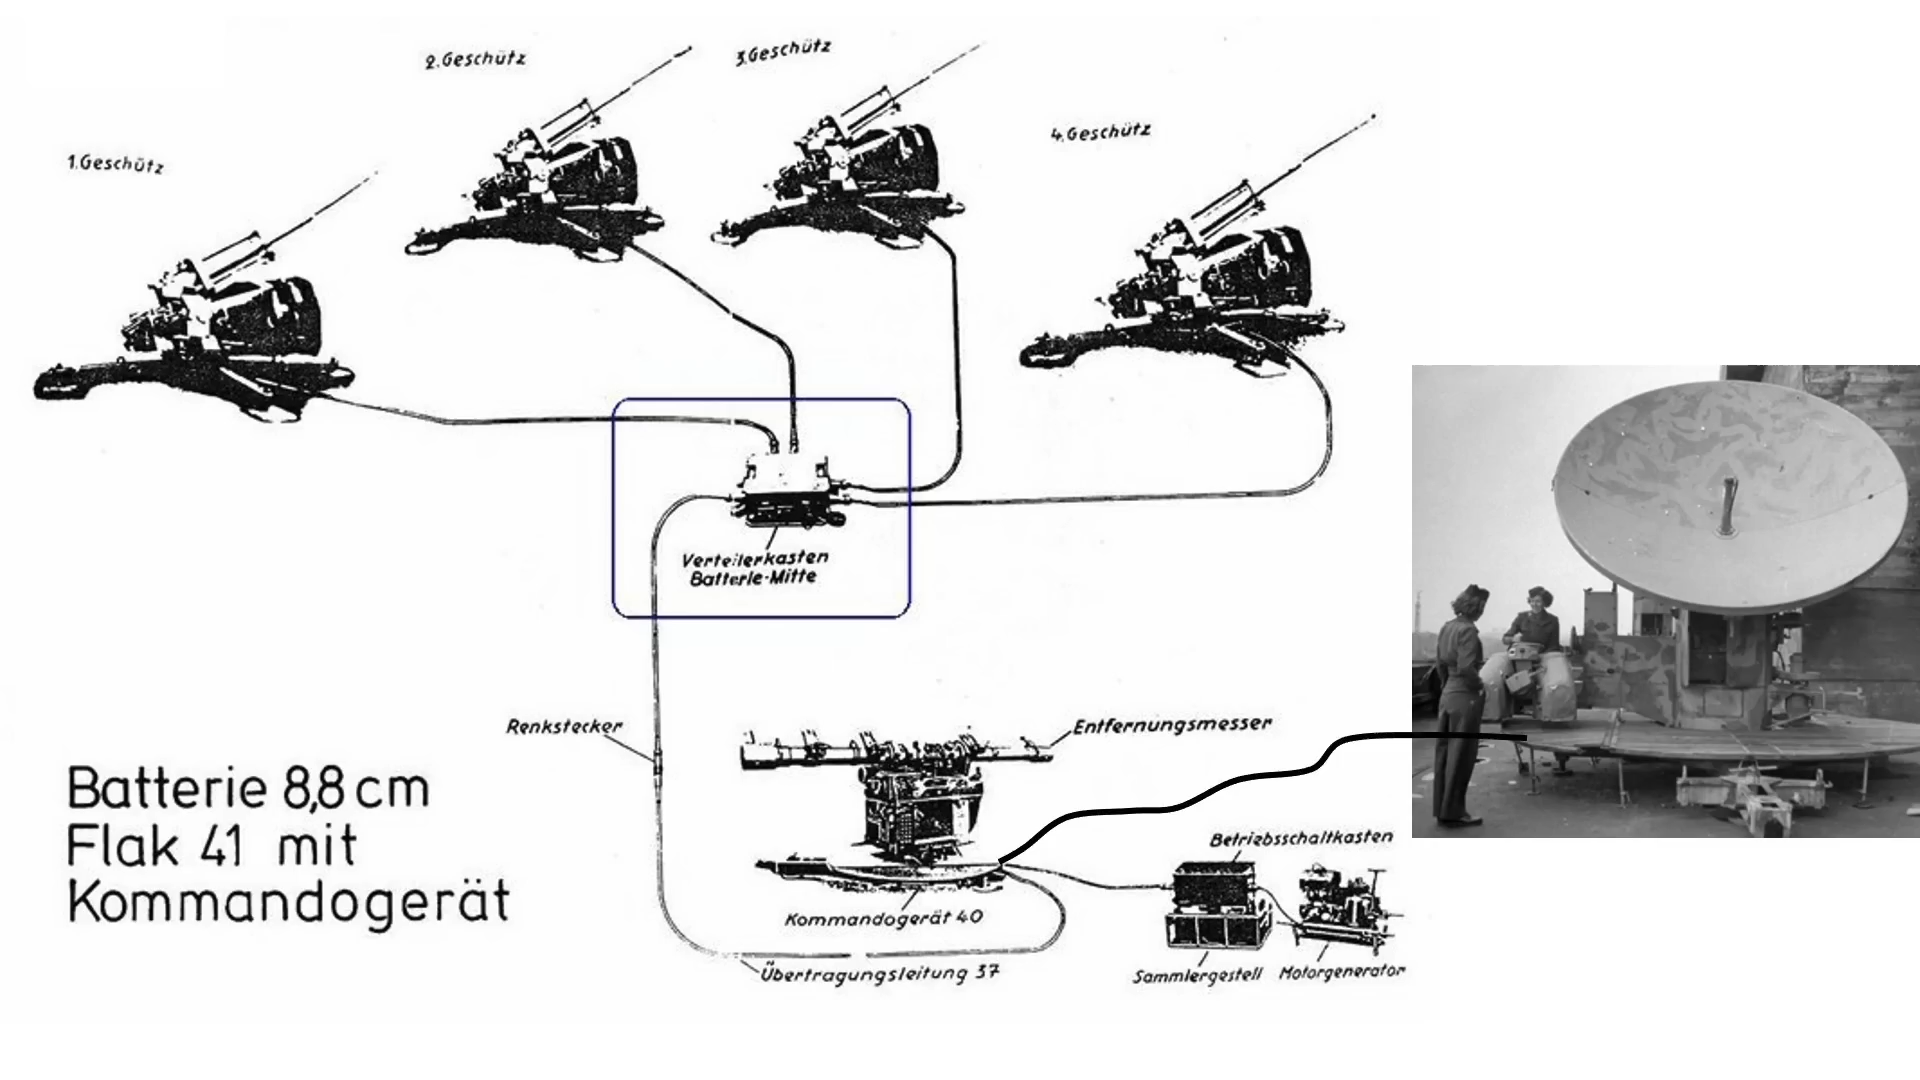 2.Geschütz
3.Geschütz
4.Geschütz
1.Geschütz
Verteilerkasten
Batterie-Mitte
Renkstecker
Entfernungsmesser
Batterie 8,8 cm
Flak 41 mit
Kommandogerät
Betriebsschaltkasten
Kommandogerät 40
Übertragungsleitung 37
Sammlergestell
Motorgenerator